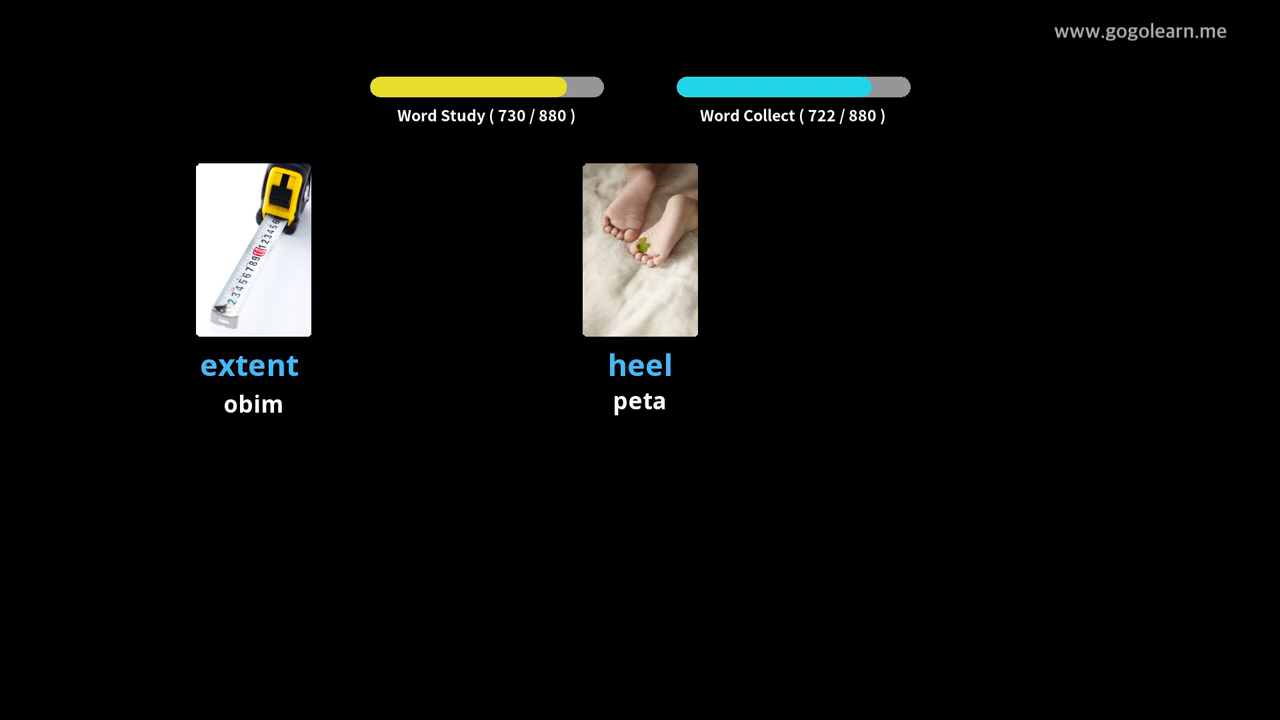 www.gogolearn.me
Word Study ( 730 / 880 )
Word Collect ( 722 / 880 )
extent
obim
heel
peta